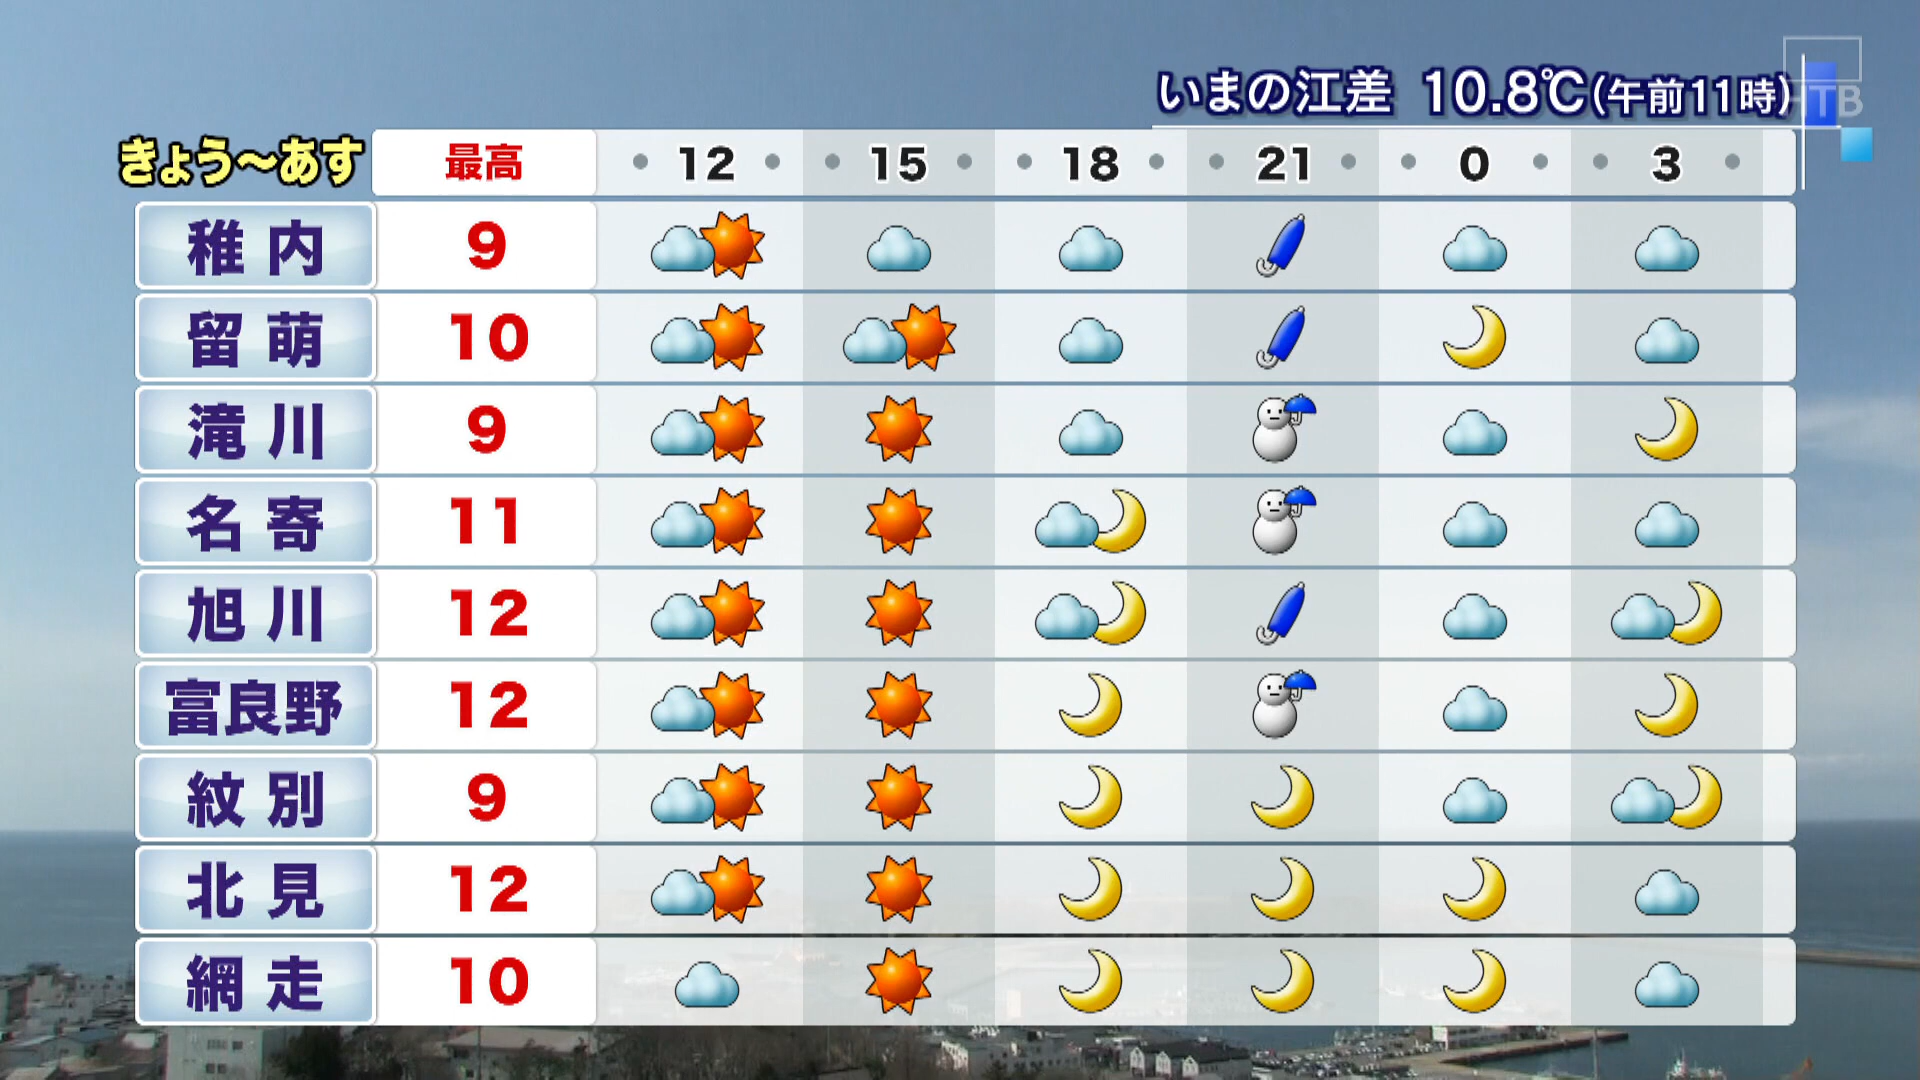 いまの江差 10.8℃(午前11時)
HTB
きょう～あす 最高 ・12・ ・15・ ・18・ ・21・ ・0・ ・3・
稚内 9
留萌 10
滝川 9
名寄 11
旭川 12
富良野 12
紋別 9
北見 12
網走 10